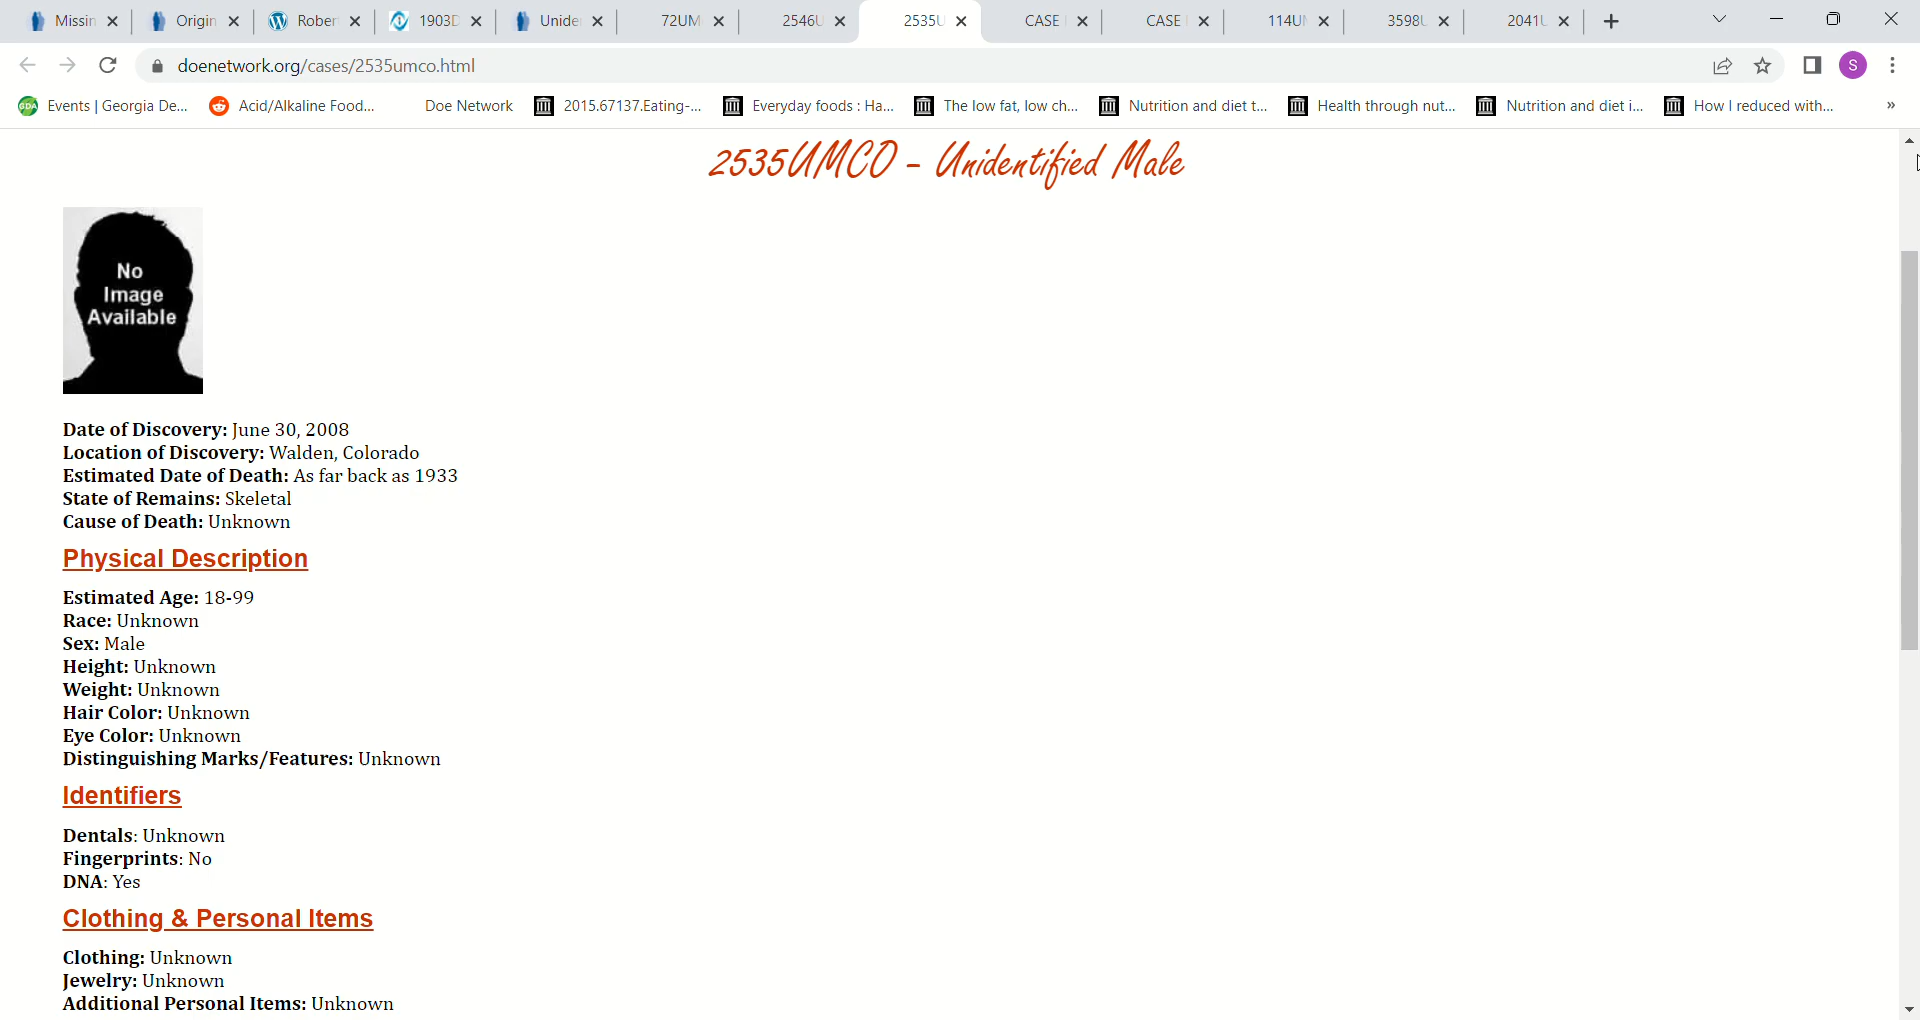 Missin
Origin
Rober
1903D
Unide
72UM
2546U
2535U
CASE
CASE
114UM
3598U
2041U
doenetwork.org/cases/2535umco.html
S
GDA
Events | Georgia De...
Acid/Alkaline Food...
Doe Network
2015.67137.Eating-...
Everyday foods : Ha...
The low fat, low ch...
Nutrition and diet t...
Health through nut...
Nutrition and diet i...
How I reduced with...
»
2535UMCO - Unidentified Male
No
Image
Available
Date of Discovery: June 30, 2008
Location of Discovery: Walden, Colorado
Estimated Date of Death: As far back as 1933
State of Remains: Skeletal
Cause of Death: Unknown
Physical Description
Estimated Age: 18-99
Race: Unknown
Sex: Male
Height: Unknown
Weight: Unknown
Hair Color: Unknown
Eye Color: Unknown
Distinguishing Marks/Features: Unknown
Identifiers
Dentals: Unknown
Fingerprints: No
DNA: Yes
Clothing & Personal Items
Clothing: Unknown
Jewelry: Unknown
Additional Personal Items: Unknown